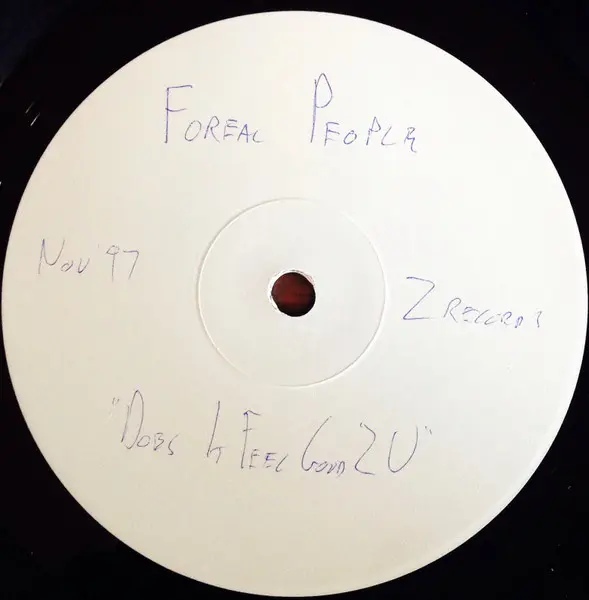 FOREAL PEOPLE
NOV '97
Z RECORDS
"DOES IT FEEL GOOD 2 U"